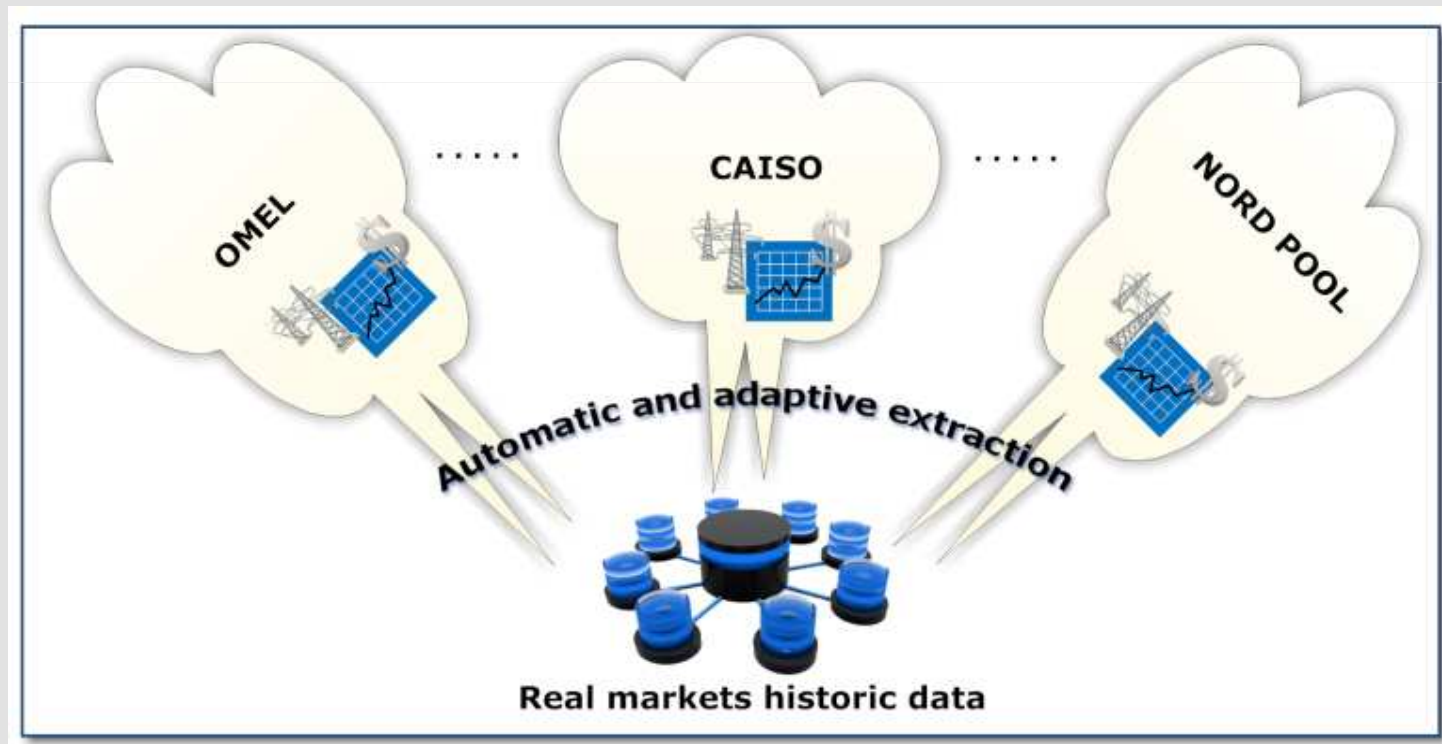 OMEL
.....
CAISO
.....
NORD POOL
Automatic and adaptive extraction
Real markets historic data